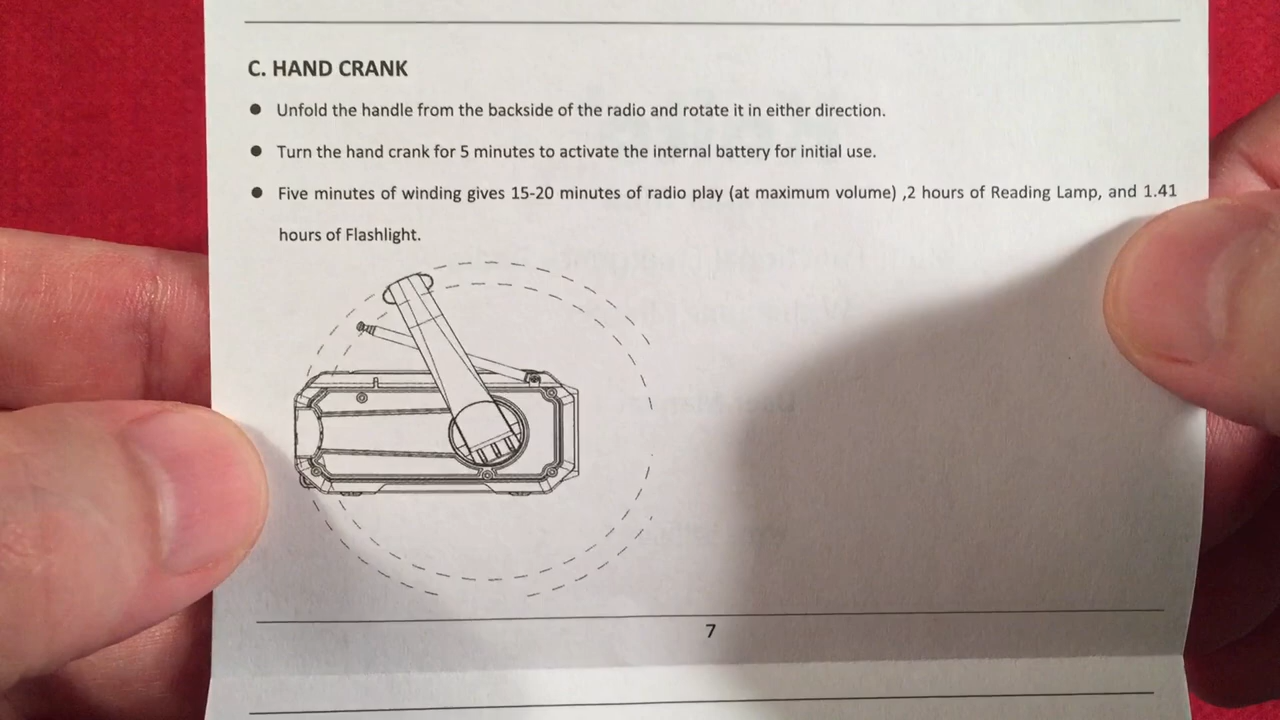 C. HAND CRANK
● Unfold the handle from the backside of the radio and rotate it in either direction.
● Turn the hand crank for 5 minutes to activate the internal battery for initial use.
● Five minutes of winding gives 15-20 minutes of radio play (at maximum volume) ,2 hours of Reading Lamp, and 1.41
hours of Flashlight.
7